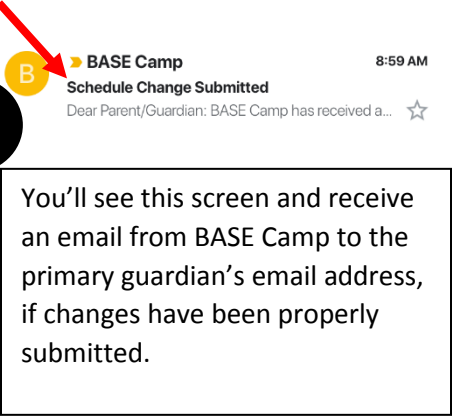 B
BASE Camp 8:59 AM
Schedule Change Submitted
Dear Parent/Guardian: BASE Camp has received a...
You’ll see this screen and receive
an email from BASE Camp to the
primary guardian’s email address,
if changes have been properly
submitted.